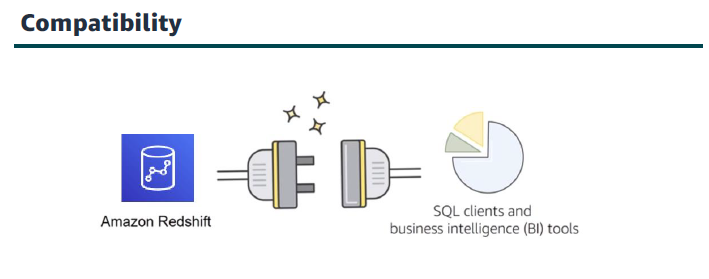 Compatibility
Amazon Redshift
SQL clients and
business intelligence (BI) tools